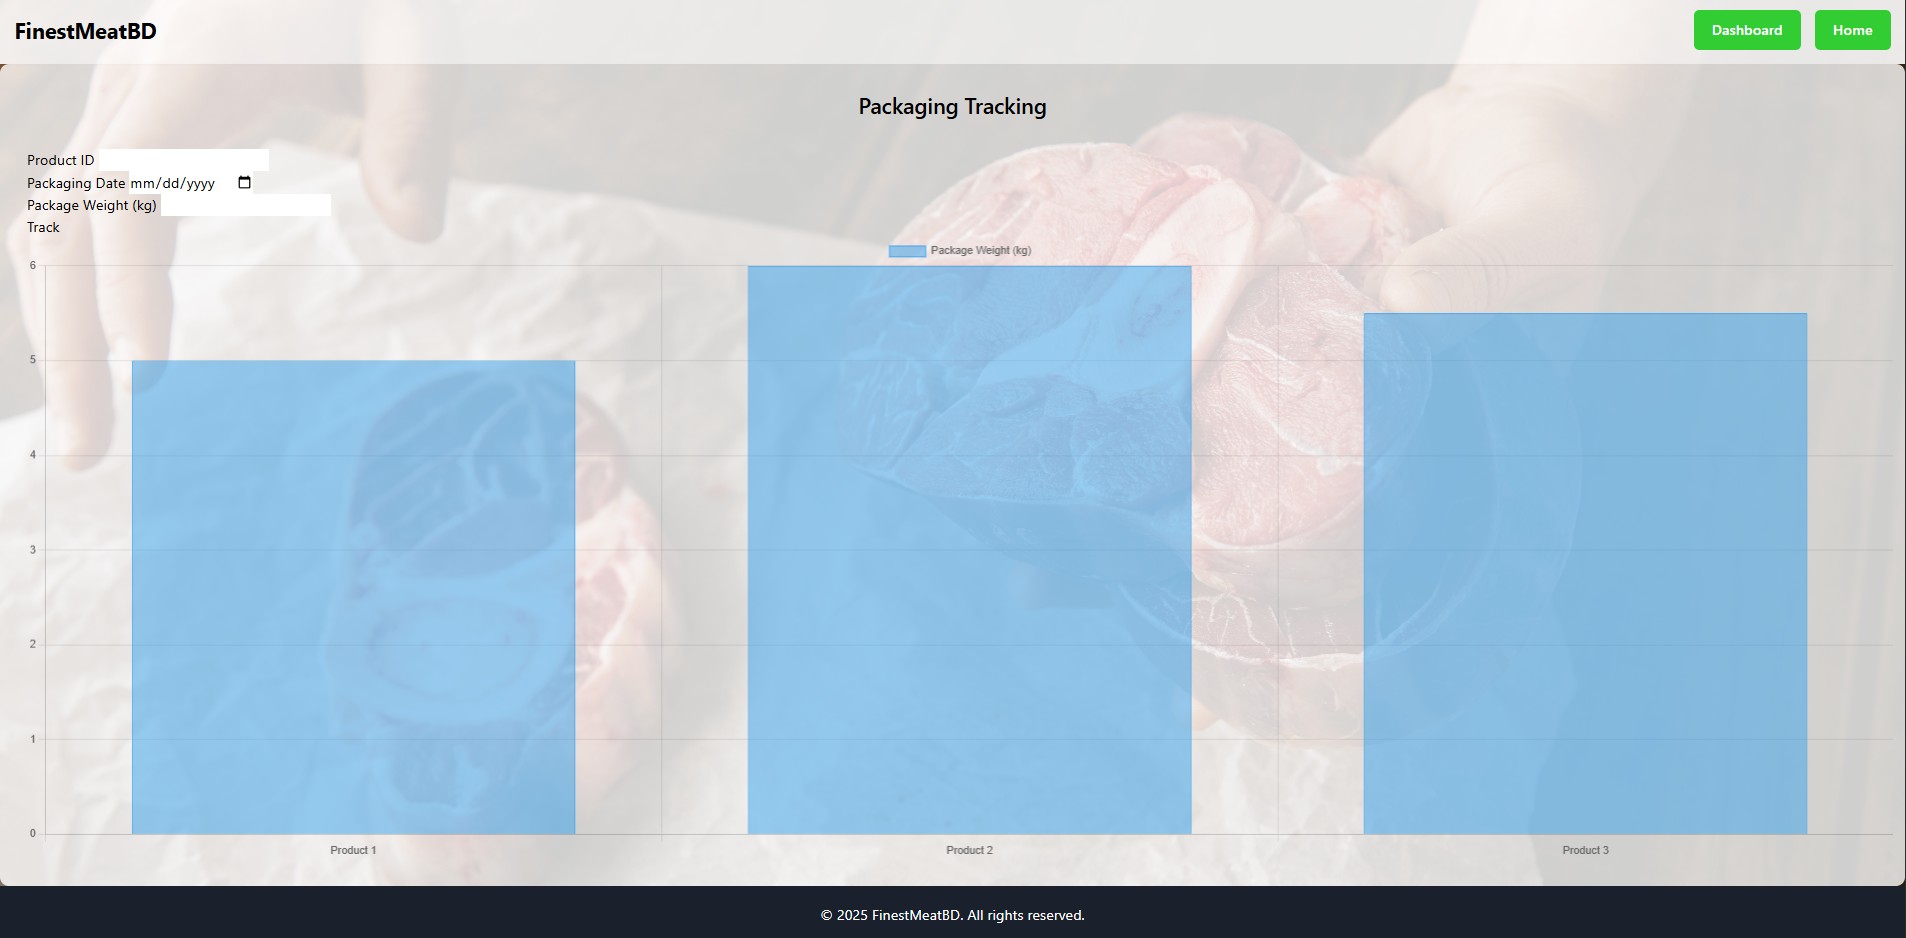 FinestMeatBD
Dashboard
Home
Packaging Tracking
Product ID
Packaging Date mm/dd/yyyy
Package Weight (kg)
Track
Package Weight (kg)
6
5
4
3
2
1
0
Product 1
Product 2
Product 3
© 2025 FinestMeatBD. All rights reserved.